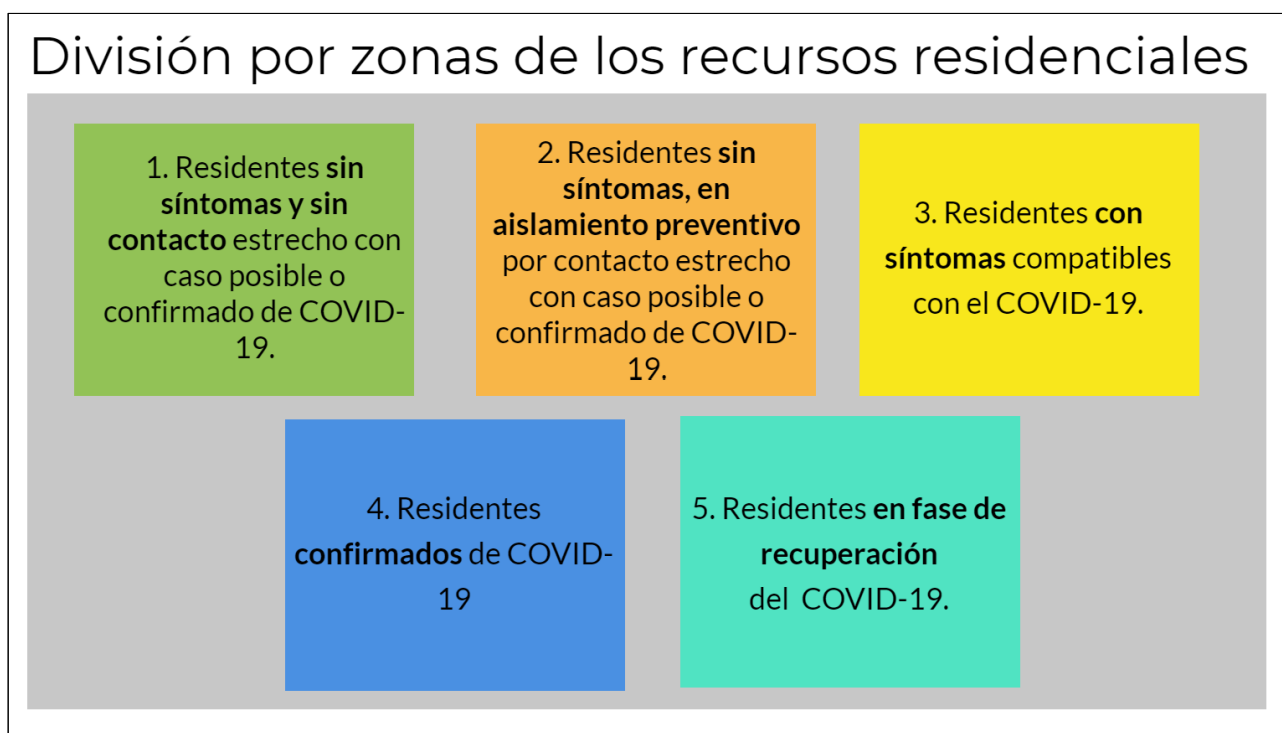 División por zonas de los recursos residenciales
1. Residentes sin
síntomas y sin
contacto estrecho con
caso posible o
confirmado de COVID-
19.
2. Residentes sin
síntomas, en
aislamiento preventivo
por contacto estrecho
con caso posible o
confirmado de COVID-
19.
3. Residentes con
síntomas compatibles
con el COVID-19.
4. Residentes
confirmados de COVID-
19
5. Residentes en fase de
recuperación
del COVID-19.